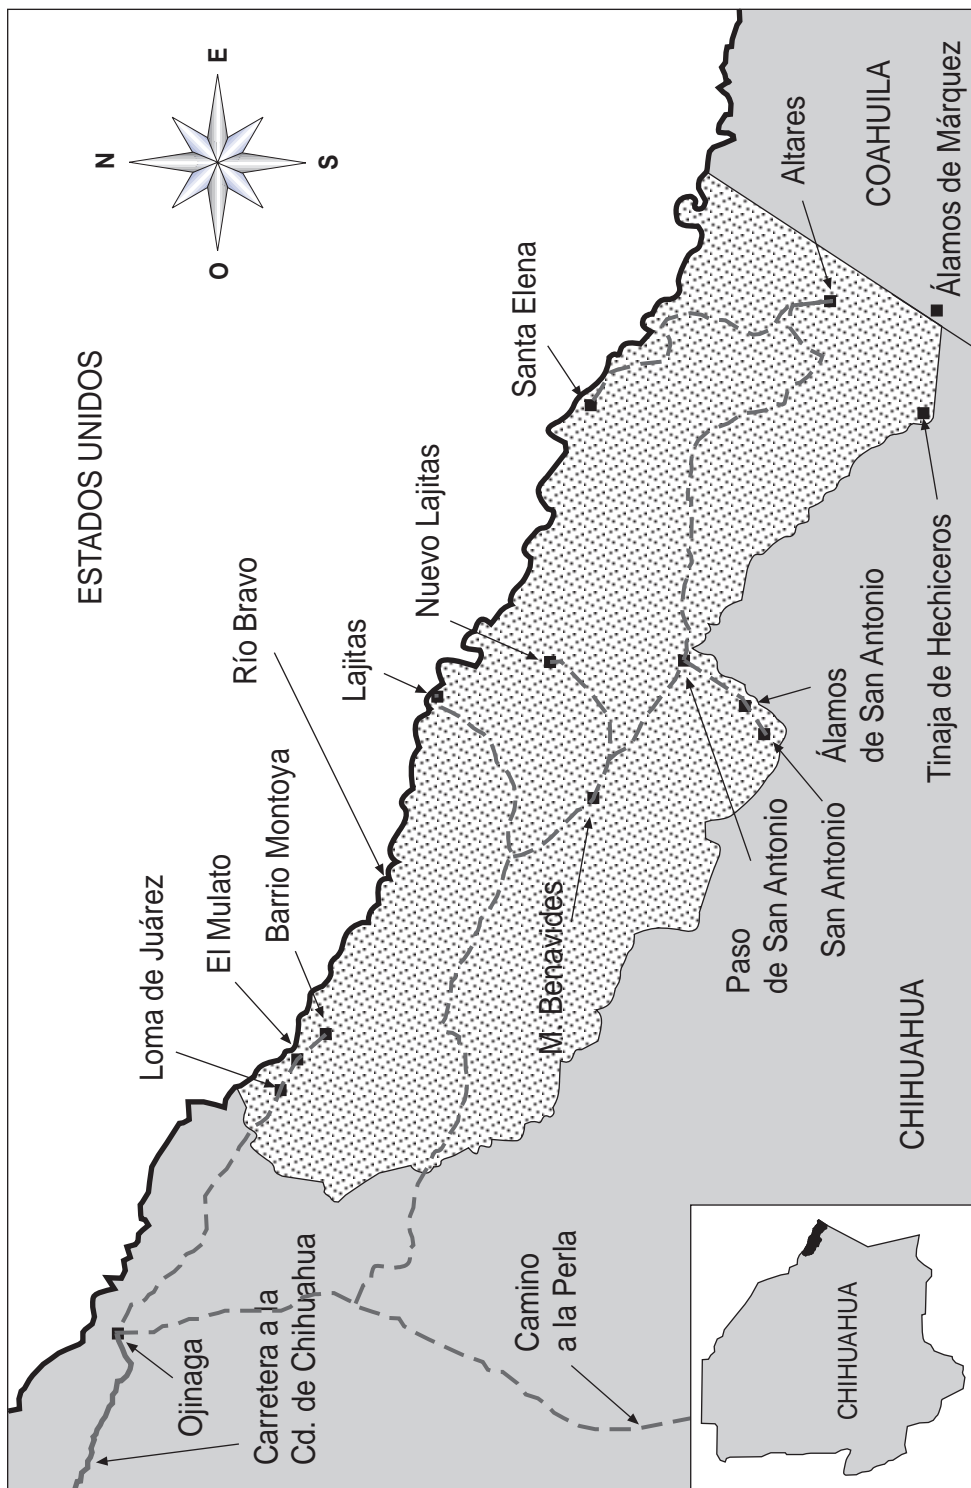 N
E
S
O
ESTADOS UNIDOS
Río Bravo
Loma de Juárez
El Mulato
Barrio Montoya
Lajitas
Nuevo Lajitas
Santa Elena
Ojinaga
Carretera a la
Cd. de Chihuahua
M. Benavides
Altares
COAHUILA
Álamos de Márquez
Camino
a la Perla
Paso
de San Antonio
San Antonio
Álamos
de San Antonio
Tinaja de Hechiceros
CHIHUAHUA
CHIHUAHUA